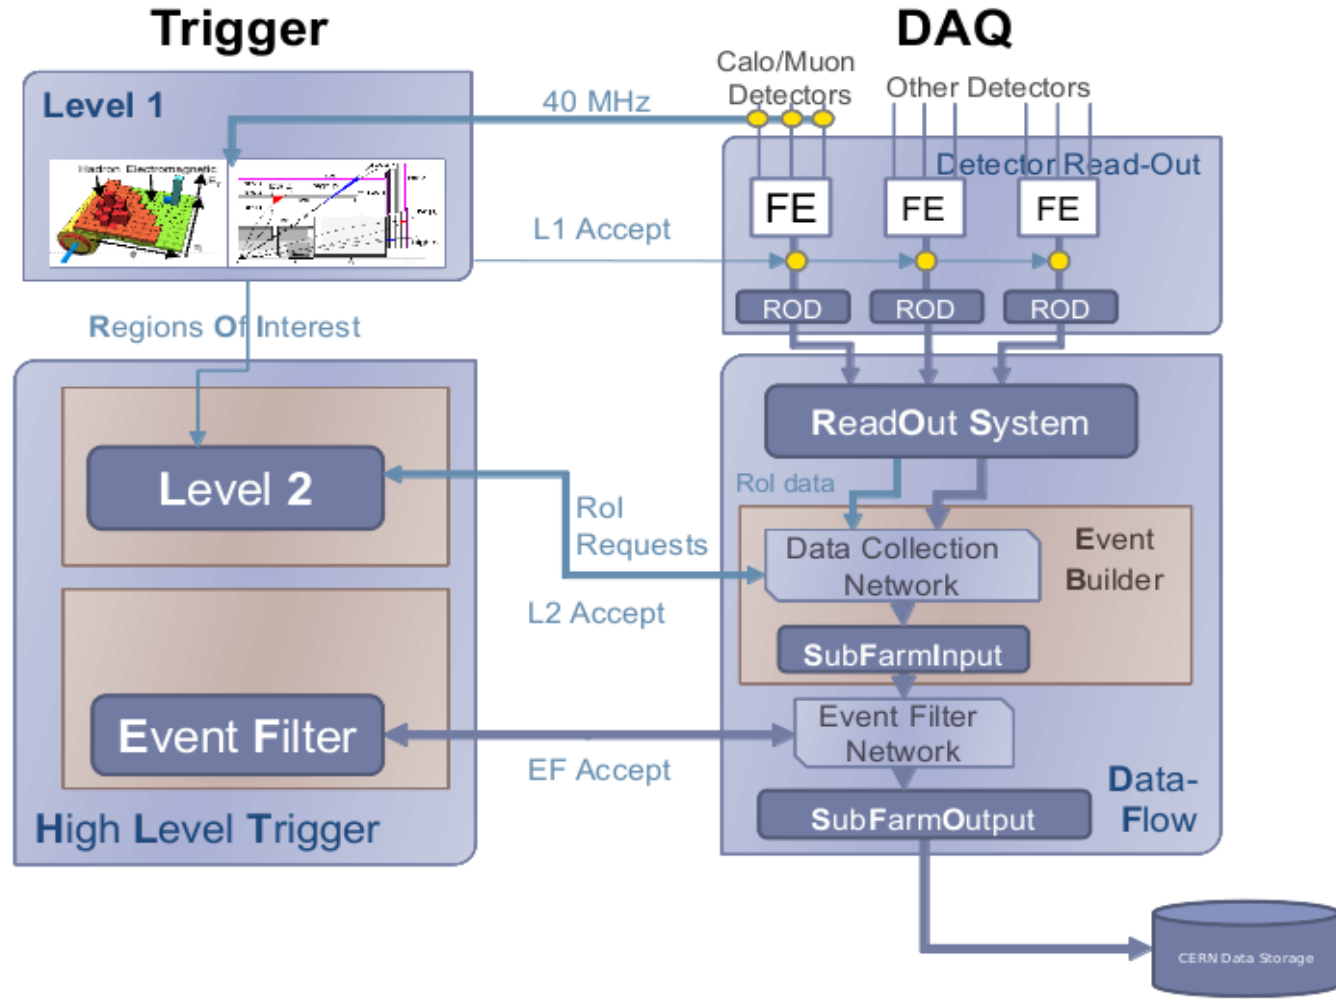 Trigger
DAQ
Calo/Muon
Detectors
Other Detectors
Level 1
40 MHz
Detector Read-Out
Hadron Electromagnetic
FE
FE
FE
L1 Accept
ROD
ROD
ROD
Regions Of Interest
ReadOut System
RoI data
Level 2
RoI
Requests
Data Collection
Network
Event
Builder
L2 Accept
SubFarmInput
Event Filter
Event Filter
Network
EF Accept
Data-
Flow
High Level Trigger
SubFarmOutput
CERN Data Storage